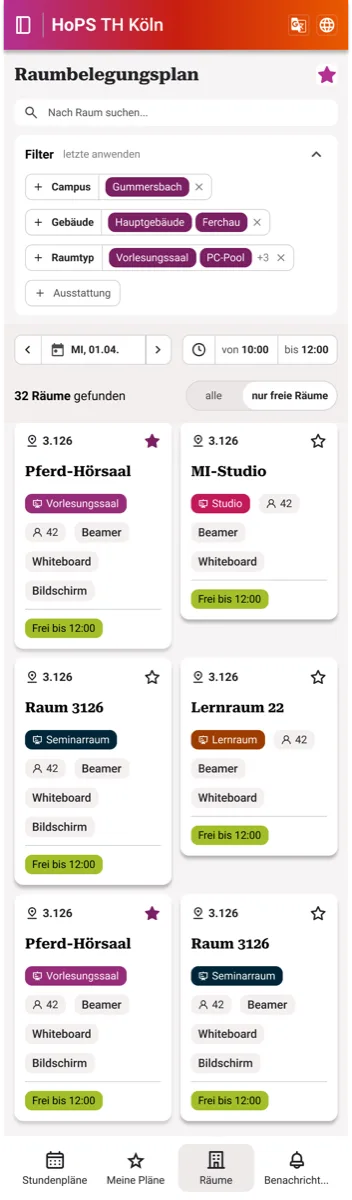 HoPS TH Köln
Raumbelegungsplan
Nach Raum suchen...
Filter letzte anwenden
+ Campus Gummersbach ×
+ Gebäude Hauptgebäude Ferchau ×
+ Raumtyp Vorlesungssaal PC-Pool +3 ×
+ Ausstattung
< MI, 01.04. > von 10:00 bis 12:00
32 Räume gefunden alle nur freie Räume
3.126
Pferd-Hörsaal
Vorlesungssaal
42 Beamer
Whiteboard
Bildschirm
Frei bis 12:00
3.126
MI-Studio
Studio 42
Beamer
Whiteboard
Frei bis 12:00
3.126
Raum 3126
Seminarraum
42 Beamer
Whiteboard
Bildschirm
Frei bis 12:00
3.126
Lernraum 22
Lernraum 42
Beamer
Whiteboard
Frei bis 12:00
3.126
Pferd-Hörsaal
Vorlesungssaal
42 Beamer
Whiteboard
Bildschirm
Frei bis 12:00
3.126
Raum 3126
Seminarraum
42 Beamer
Whiteboard
Bildschirm
Frei bis 12:00
Stundenpläne Meine Pläne Räume Benachricht...